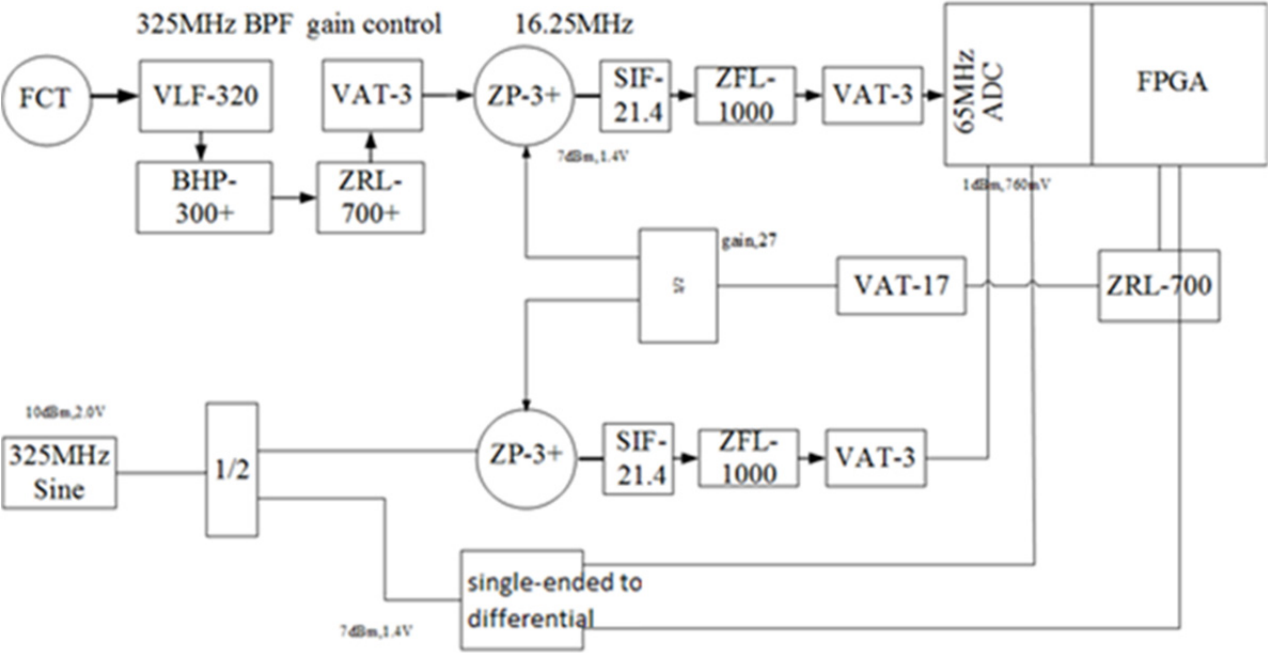 325MHz BPF gain control
16.25MHz
FCT
VLF-320
VAT-3
ZP-3+
SIF-
21.4
ZFL-
1000
VAT-3
65MHz
ADC
FPGA
7dBm,1.4V
BHP-
300+
ZRL-
700+
1dBm,760mV
gain,27
VAT-17
ZRL-700
10dBm,2.0V
325MHz
Sine
1/2
ZP-3+
SIF-
21.4
ZFL-
1000
VAT-3
single-ended to
differential
7dBm,1.4V